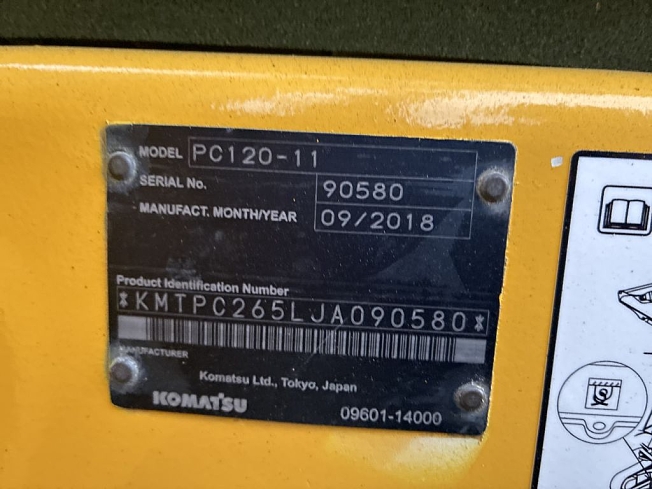 MODEL PC120-11
SERIAL No. 90580
MANUFACT. MONTH/YEAR 09/2018
Product Identification Number
*KMTPC265LJA090580*
MANUFACTURER
Komatsu Ltd., Tokyo, Japan
KOMATSU 09601-14000